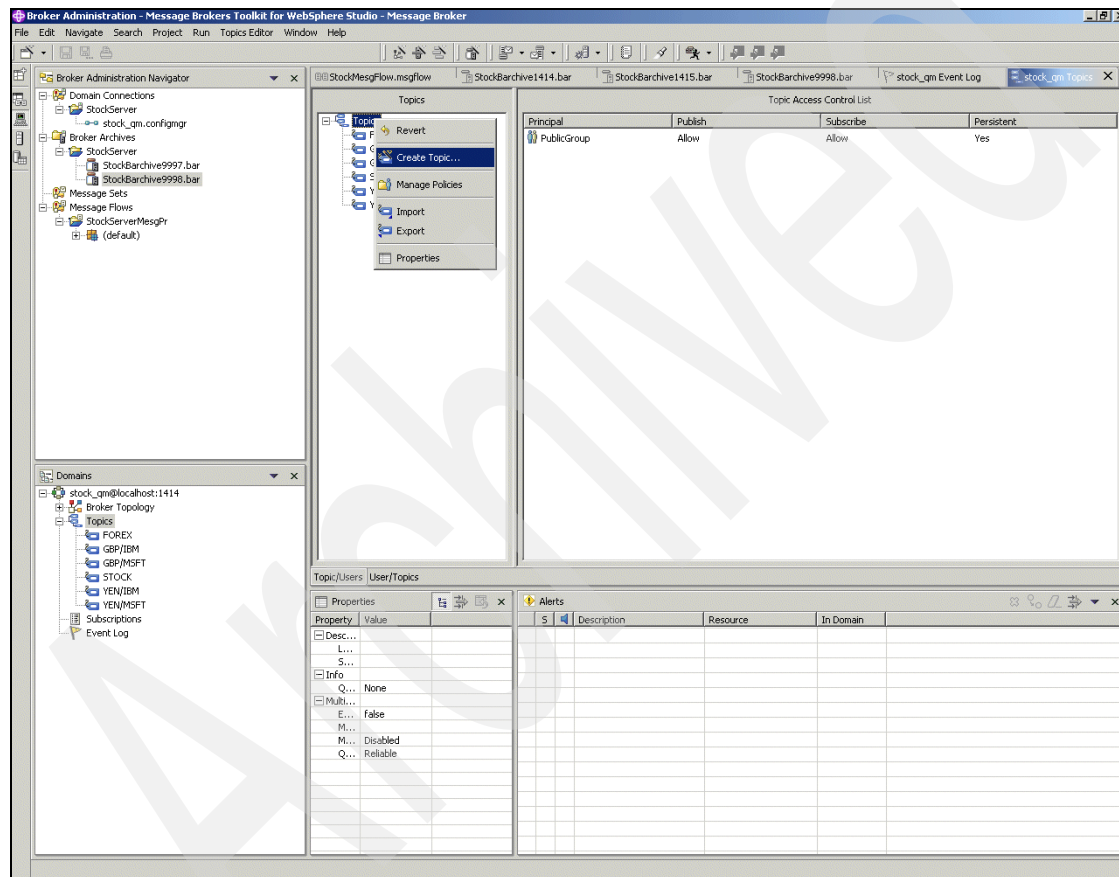 Broker Administration - Message Brokers Toolkit for WebSphere Studio - Message Broker
File Edit Navigate Search Project Run Topics Editor Window Help
Broker Administration Navigator
Domain Connections
StockServer
stock_qm.configmgr
Broker Archives
StockServer
StockBarchive9997.bar
StockBarchive9998.bar
Message Sets
Message Flows
StockServerMesgPr
(default)
StockMesgFlow.msgflow StockBarchive1414.bar StockBarchive1415.bar StockBarchive9998.bar stock_qm Event Log stock_qm Topics
Topics
Topic
F
G
G
S
Y
Y
Revert
Create Topic...
Manage Policies
Import
Export
Properties
Topic Access Control List
Principal Publish Subscribe Persistent
PublicGroup Allow Allow Yes
Topic/Users User/Topics
Domains
stock_qm@localhost:1414
Broker Topology
Topics
FOREX
GBP/IBM
GBP/MSFT
STOCK
YEN/IBM
YEN/MSFT
Subscriptions
Event Log
Properties
Property Value
Desc...
L...
S...
Info
Q... None
Multi...
E... false
M...
M... Disabled
Q... Reliable
Alerts
S Description Resource In Domain
Archived